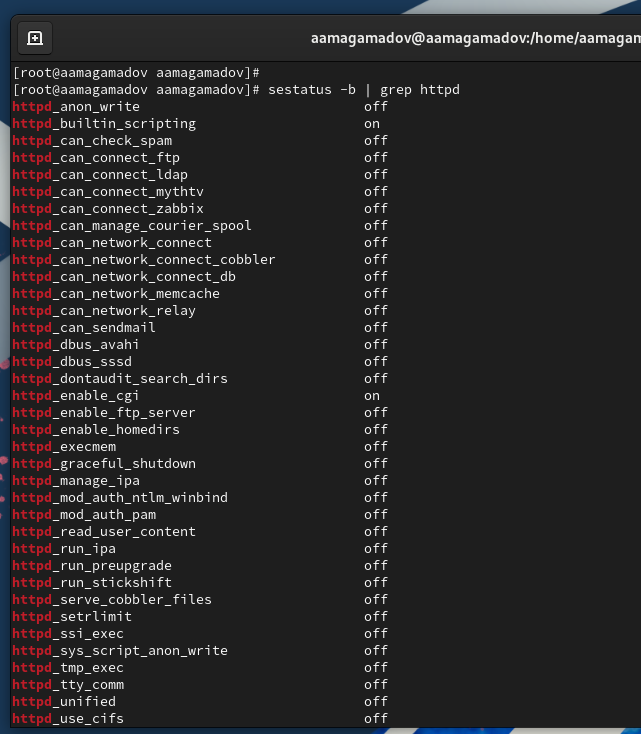 aamagamadov@aamagamadov:/home/aamagam
[root@aamagamadov aamagamadov]#
[root@aamagamadov aamagamadov]# sestatus -b | grep httpd
httpd_anon_write off
httpd_builtin_scripting on
httpd_can_check_spam off
httpd_can_connect_ftp off
httpd_can_connect_ldap off
httpd_can_connect_mythtv off
httpd_can_connect_zabbix off
httpd_can_manage_courier_spool off
httpd_can_network_connect off
httpd_can_network_connect_cobbler off
httpd_can_network_connect_db off
httpd_can_network_memcache off
httpd_can_network_relay off
httpd_can_sendmail off
httpd_dbus_avahi off
httpd_dbus_sssd off
httpd_dontaudit_search_dirs off
httpd_enable_cgi on
httpd_enable_ftp_server off
httpd_enable_homedirs off
httpd_execmem off
httpd_graceful_shutdown off
httpd_manage_ipa off
httpd_mod_auth_ntlm_winbind off
httpd_mod_auth_pam off
httpd_read_user_content off
httpd_run_ipa off
httpd_run_preupgrade off
httpd_run_stickshift off
httpd_serve_cobbler_files off
httpd_setrlimit off
httpd_ssi_exec off
httpd_sys_script_anon_write off
httpd_tmp_exec off
httpd_tty_comm off
httpd_unified off
httpd_use_cifs off